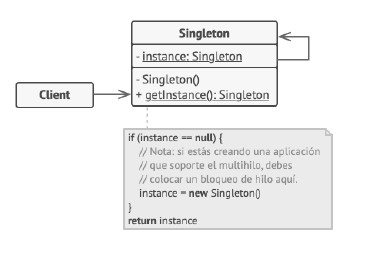 Singleton
- instance: Singleton
- Singleton()
+ getInstance(): Singleton
Client
if (instance == null) {
// Nota: si estás creando una aplicación
// que soporte el multihilo, debes
// colocar un bloqueo de hilo aquí.
instance = new Singleton()
}
return instance